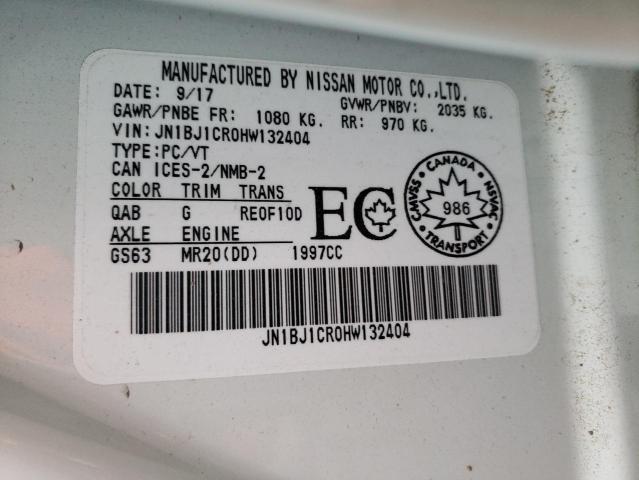 MANUFACTURED BY NISSAN MOTOR CO.,LTD.
DATE: 9/17 GVWR/PNBV: 2035 KG.
GAWR/PNBE FR: 1080 KG. RR: 970 KG.
VIN: JN1BJ1CR0HW132404
TYPE:PC/VT
CAN ICES-2/NMB-2
COLOR TRIM TRANS
QAB G RE0F10D
AXLE ENGINE
GS63 MR20(DD) 1997CC
EC
CANADA
CMVSS
NSVAC
986
TRANSPORT
JN1BJ1CR0HW132404